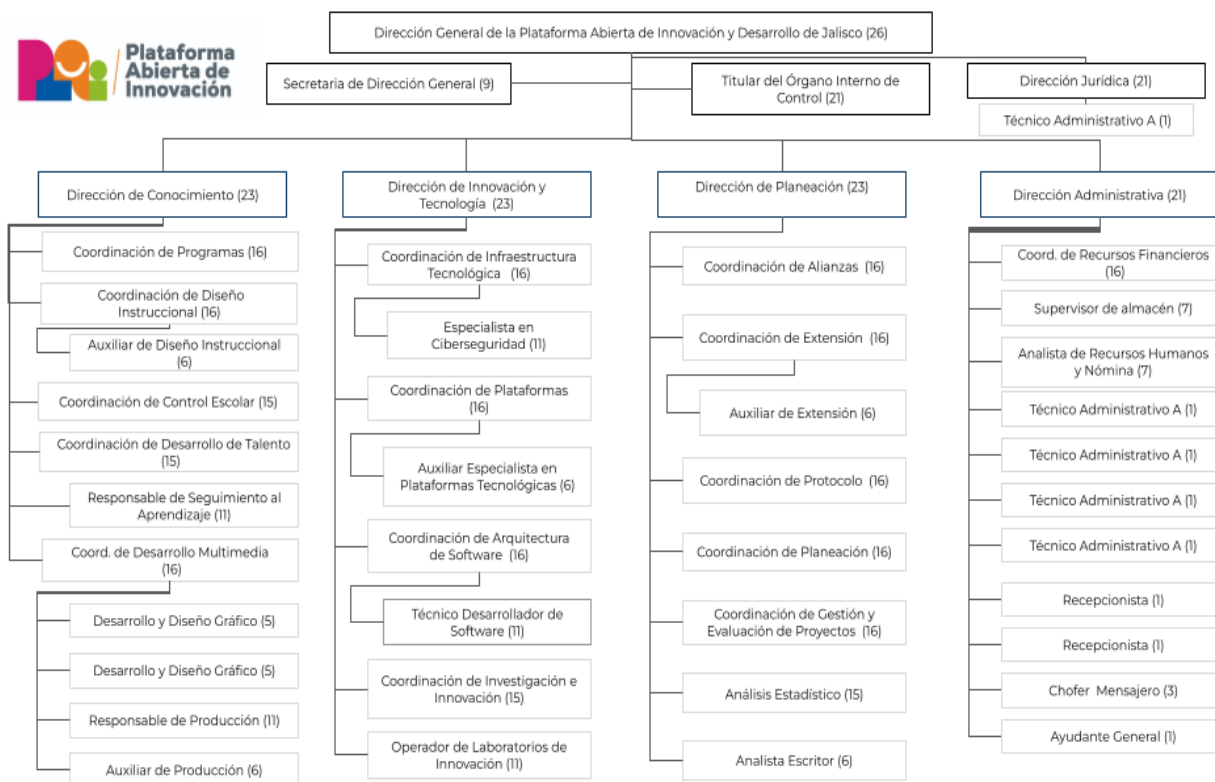 Plataforma
Abierta de
Innovación
Dirección General de la Plataforma Abierta de Innovación y Desarrollo de Jalisco (26)
Secretaria de Dirección General (9)
Titular del Órgano Interno de
Control (21)
Dirección Jurídica (21)
Técnico Administrativo A (1)
Dirección de Conocimiento (23)
Coordinación de Programas (16)
Coordinación de Diseño
Instruccional (16)
Auxiliar de Diseño Instruccional
(6)
Coordinación de Control Escolar (15)
Coordinación de Desarrollo de Talento
(15)
Responsable de Seguimiento al
Aprendizaje (11)
Coord. de Desarrollo Multimedia
(16)
Desarrollo y Diseño Gráfico (5)
Desarrollo y Diseño Gráfico (5)
Responsable de Producción (11)
Auxiliar de Producción (6)
Dirección de Innovación y
Tecnología (23)
Coordinación de Infraestructura
Tecnológica (16)
Especialista en
Ciberseguridad (11)
Coordinación de Plataformas
(16)
Auxiliar Especialista en
Plataformas Tecnológicas (6)
Coordinación de Arquitectura
de Software (16)
Técnico Desarrollador de
Software (11)
Coordinación de Investigación e
Innovación (15)
Operador de Laboratorios de
Innovación (11)
Dirección de Planeación (23)
Coordinación de Alianzas (16)
Coordinación de Extensión (16)
Auxiliar de Extensión (6)
Coordinación de Protocolo (16)
Coordinación de Planeación (16)
Coordinación de Gestión y
Evaluación de Proyectos (16)
Análisis Estadístico (15)
Analista Escritor (6)
Dirección Administrativa (21)
Coord. de Recursos Financieros
(16)
Supervisor de almacén (7)
Analista de Recursos Humanos
y Nómina (7)
Técnico Administrativo A (1)
Técnico Administrativo A (1)
Técnico Administrativo A (1)
Técnico Administrativo A (1)
Recepcionista (1)
Recepcionista (1)
Chofer Mensajero (3)
Ayudante General (1)